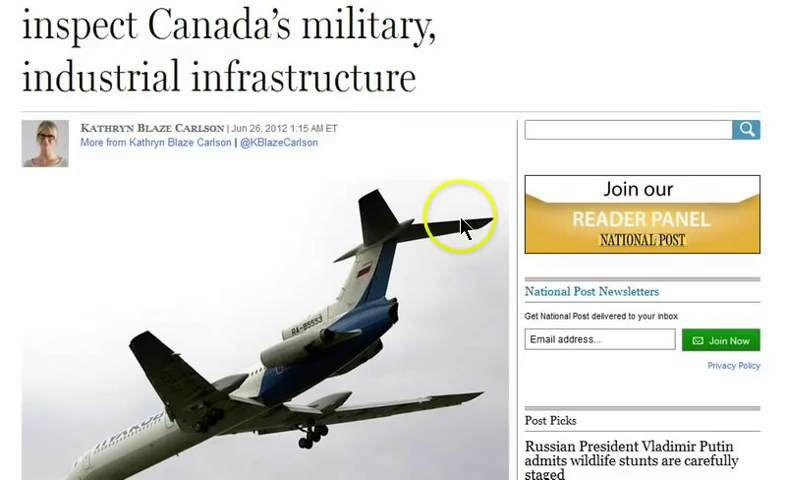 inspect Canada's military,
industrial infrastructure
KATHRYN BLAZE CARLSON | Jun 26, 2012 1:15 AM ET
More from Kathryn Blaze Carlson | @KBlazeCarlson
Join our
READER PANEL
NATIONAL POST
National Post Newsletters
Get National Post delivered to your inbox
Email address...
Join Now
Privacy Policy
Post Picks
Russian President Vladimir Putin
admits wildlife stunts are carefully
staged
RA-85553